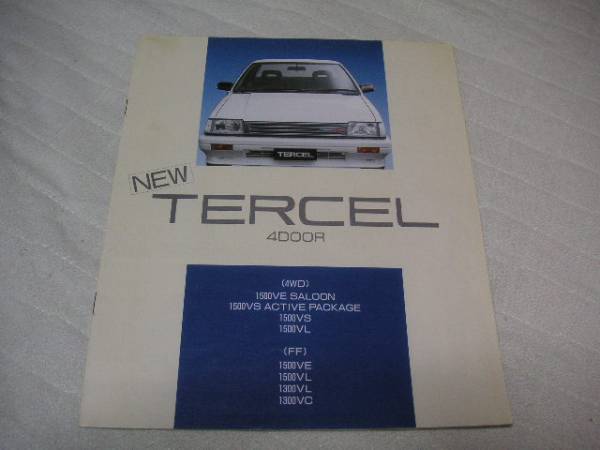 TERCEL
NEW
TERCEL
4DOOR
(4WD)
1500VE SALOON
1500VS ACTIVE PACKAGE
1500VS
1500VL
(FF)
1500VE
1500VL
1300VL
1300VC